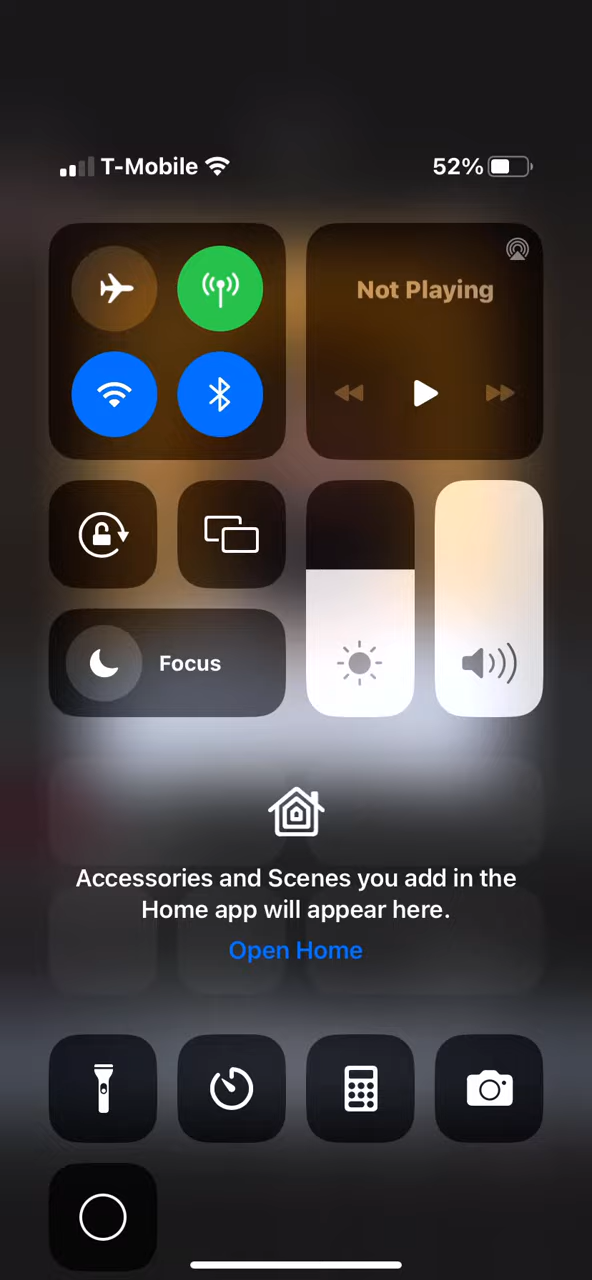 T-Mobile 52%
Not Playing
Focus
Accessories and Scenes you add in the
Home app will appear here.
Open Home